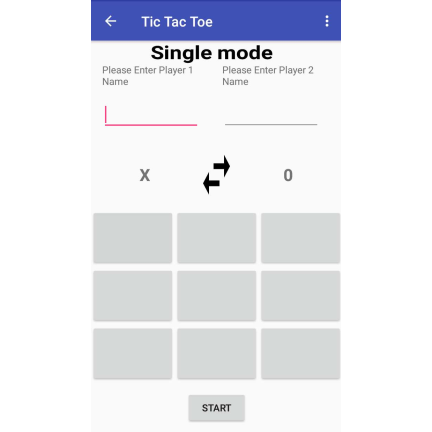 Tic Tac Toe
Single mode
Please Enter Player 1
Name
Please Enter Player 2
Name
X
0
START